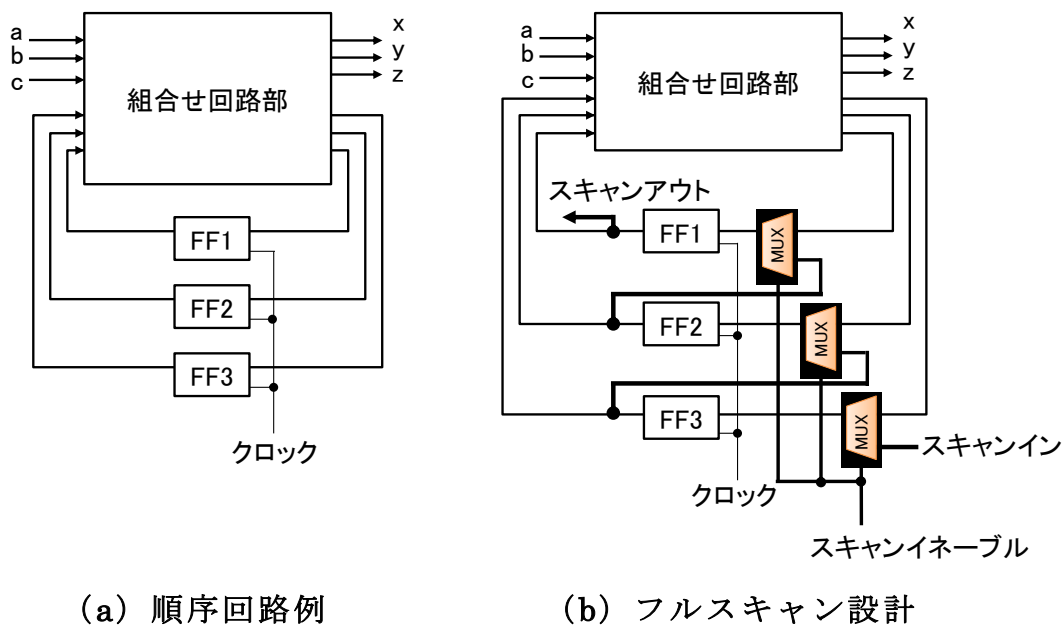 a
b
c
組合せ回路部
x
y
z
FF1
FF2
FF3
クロック
(a) 順序回路例
a
b
c
組合せ回路部
x
y
z
スキャンアウト
FF1
MUX
FF2
MUX
FF3
MUX
スキャンイン
クロック
スキャンイネーブル
(b) フルスキャン設計